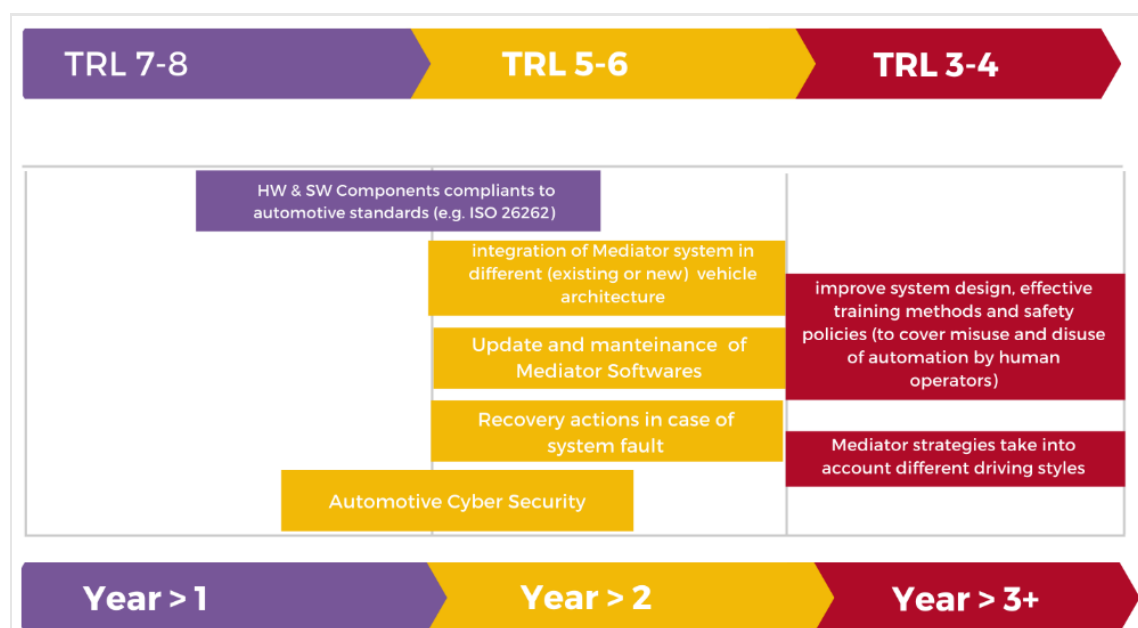 TRL 7-8
TRL 5-6
TRL 3-4
HW & SW Components compliants to
automotive standards (e.g. ISO 26262)
integration of Mediator system in
different (existing or new) vehicle
architecture
Update and manteinance of
Mediator Softwares
Recovery actions in case of
system fault
Automotive Cyber Security
improve system design, effective
training methods and safety
policies (to cover misuse and disuse
of automation by human
operators)
Mediator strategies take into
account different driving styles
Year > 1
Year > 2
Year > 3+